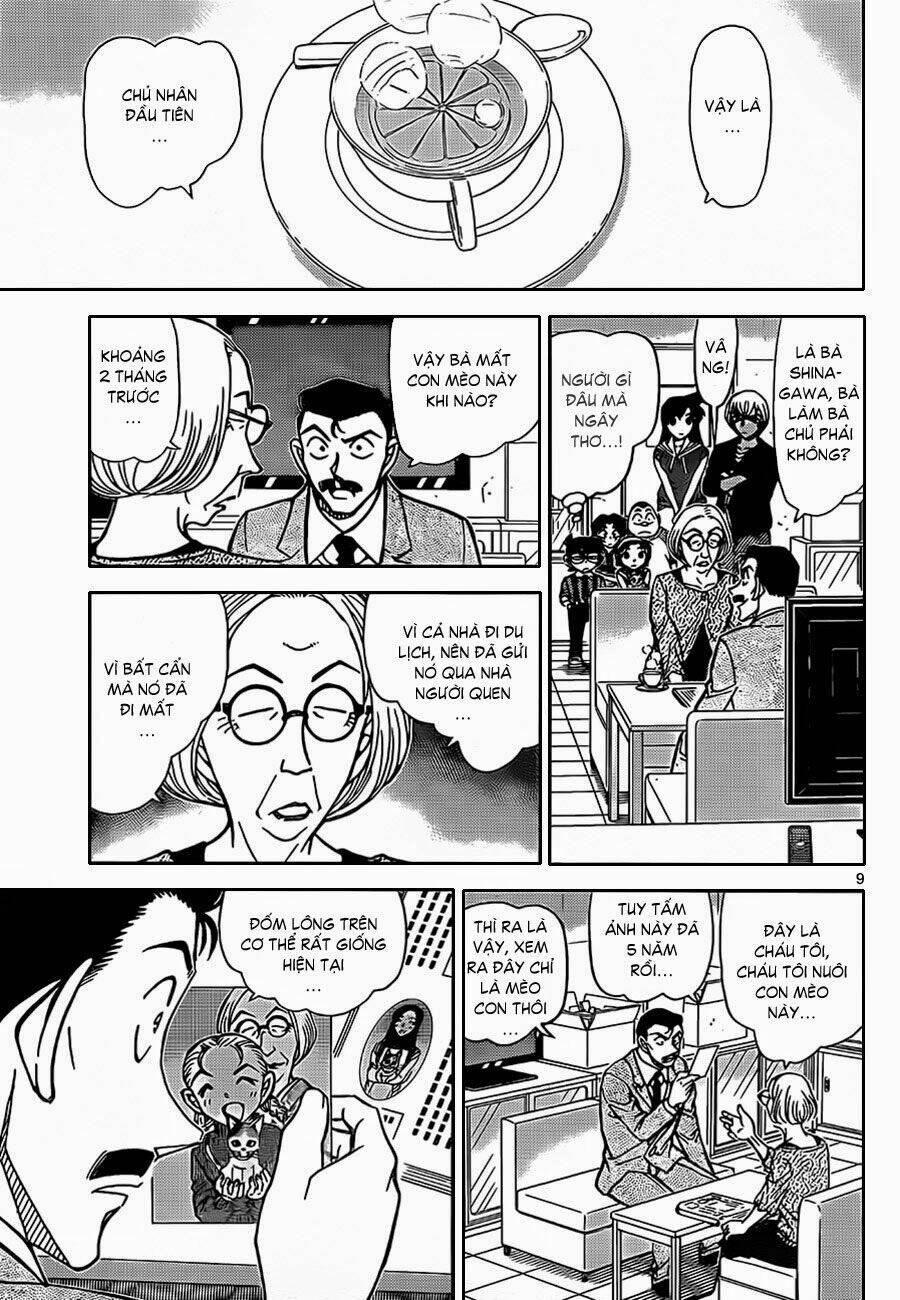 VẬY LÀ
...
CHỦ NHÂN
ĐẦU TIÊN
...
LÀ BÀ
SHINA-
GAWA, BÀ
LÀM BÀ
CHỦ PHẢI
KHÔNG?
VÂ
NG!
NGƯỜI GÌ
ĐÂU MÀ
NGÂY
THƠ...!
VẬY BÀ MẤT
CON MÈO NÀY
KHI NÀO?
KHOẢNG
2 THÁNG
TRƯỚC
...
VÌ CẢ NHÀ ĐI DU
LỊCH, NÊN ĐÃ GỬI
NÓ QUA NHÀ
NGƯỜI QUEN
...
VÌ BẤT CẨN
MÀ NÓ ĐÃ
ĐI MẤT
...
9
ĐÂY LÀ
CHÁU TÔI,
CHÁU TÔI NUÔI
CON MÈO
NÀY...
TUY TẤM
ẢNH NÀY ĐÃ
5 NĂM
RỒI...
THÌ RA LÀ
VẬY, XEM
RA ĐÂY CHỈ
LÀ MÈO
CON THÔI
...
ĐỐM LÔNG TRÊN
CƠ THỂ RẤT GIỐNG
HIỆN TẠI
...